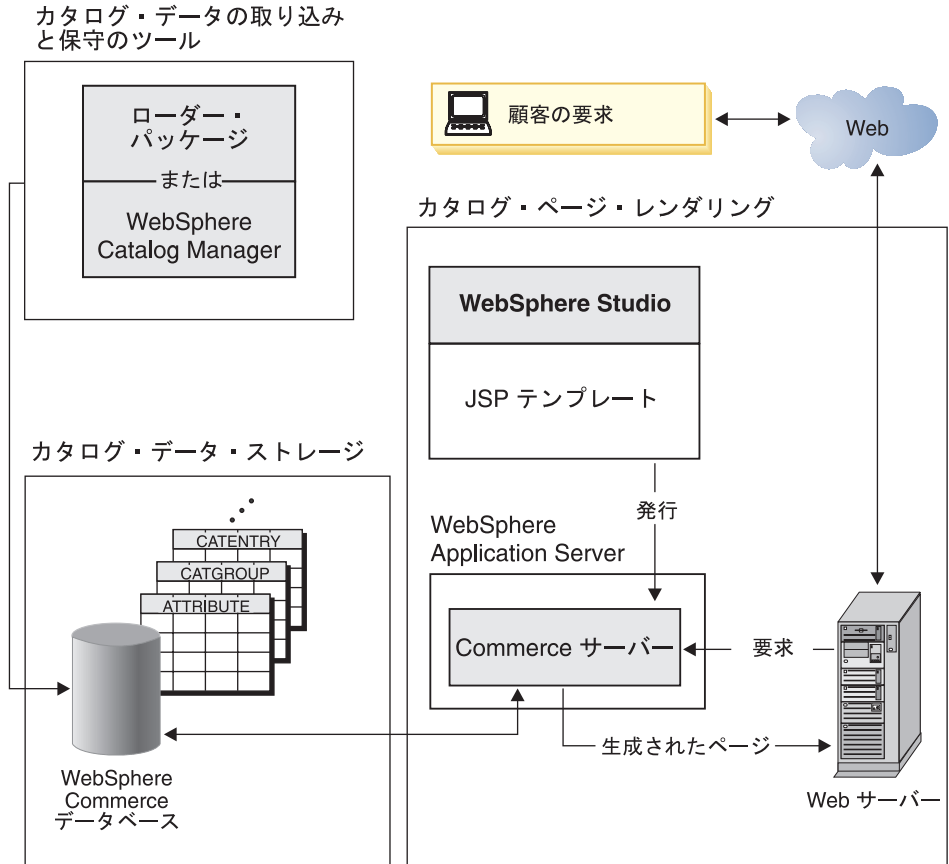 カタログ・データの取り込み
と保守のツール
ローダー・
パッケージ
または
WebSphere
Catalog Manager
顧客の要求
Web
カタログ・ページ・レンダリング
WebSphere Studio
JSP テンプレート
発行
カタログ・データ・ストレージ
CATENTRY
CATGROUP
ATTRIBUTE
WebSphere
Commerce
データベース
WebSphere
Application Server
Commerce サーバー
要求
生成されたページ
Web サーバー